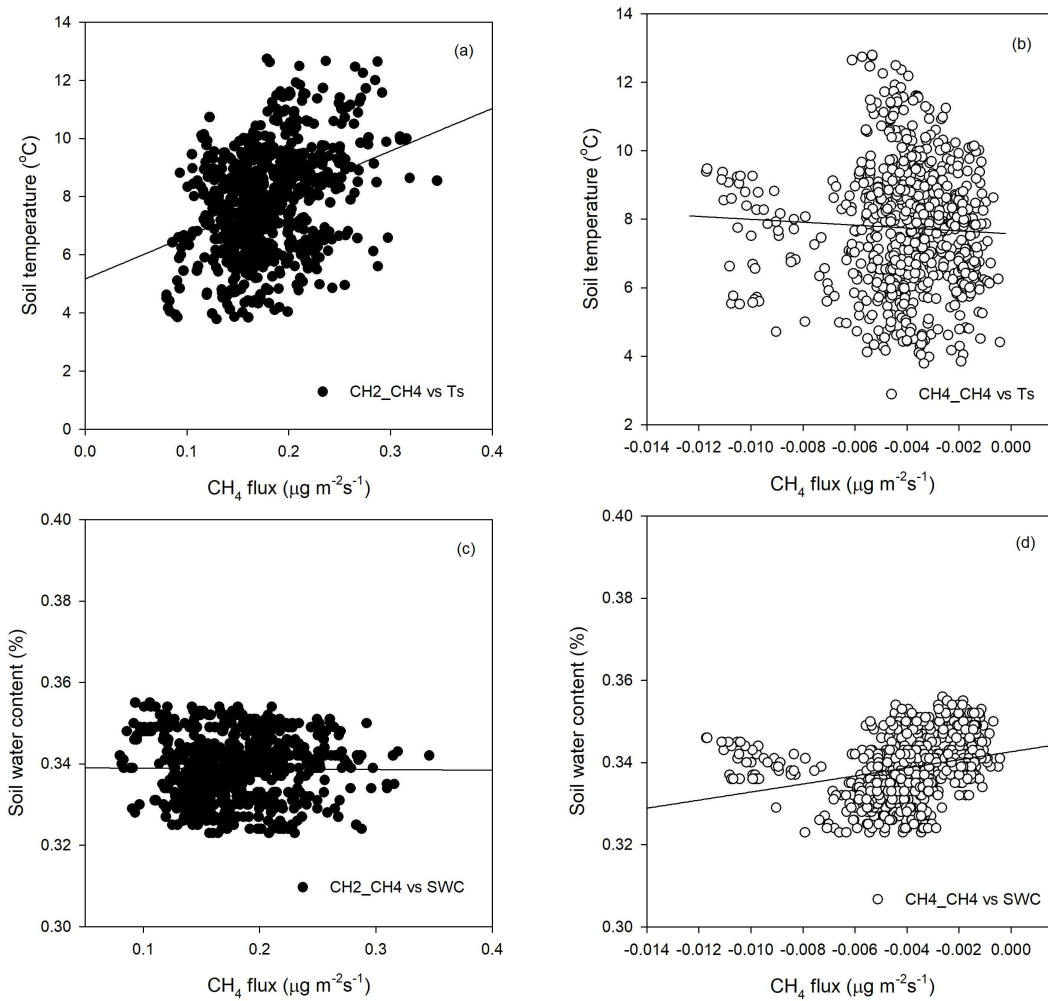 14
12
10
8
6
4
2
0
Soil temperature (°C)
(a)
CH2_CH4 vs Ts
0.0 0.1 0.2 0.3 0.4
CH₄ flux (μg m⁻²s⁻¹)
14
12
10
8
6
4
2
Soil temperature (°C)
(b)
CH4_CH4 vs Ts
-0.014 -0.012 -0.010 -0.008 -0.006 -0.004 -0.002 0.000
CH₄ flux (μg m⁻²s⁻¹)
0.40
0.38
0.36
0.34
0.32
0.30
Soil water content (%)
(c)
CH2_CH4 vs SWC
0.1 0.2 0.3 0.4
CH₄ flux (μg m⁻²s⁻¹)
0.40
0.38
0.36
0.34
0.32
0.30
Soil water content (%)
(d)
CH4_CH4 vs SWC
-0.014 -0.012 -0.010 -0.008 -0.006 -0.004 -0.002 0.000
CH₄ flux (μg m⁻²s⁻¹)